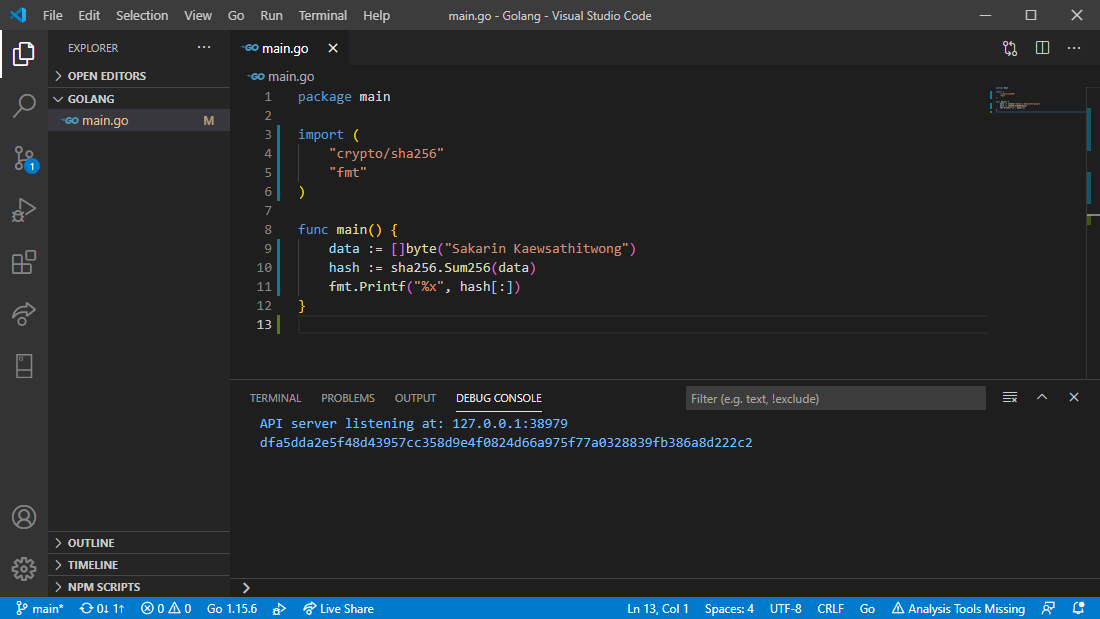 File Edit Selection View Go Run Terminal Help main.go - Golang - Visual Studio Code
EXPLORER
OPEN EDITORS
GOLANG
main.go M
1
main.go
main.go
1 package main
2
3 import (
4 "crypto/sha256"
5 "fmt"
6 )
7
8 func main() {
9 data := []byte("Sakarin Kaewsathitwong")
10 hash := sha256.Sum256(data)
11 fmt.Printf("%x", hash[:])
12 }
13
TERMINAL PROBLEMS OUTPUT DEBUG CONSOLE Filter (e.g. text, !exclude)
API server listening at: 127.0.0.1:38979
dfa5dda2e5f48d43957cc358d9e4f0824d66a975f77a0328839fb386a8d222c2
OUTLINE
TIMELINE
NPM SCRIPTS
main* 0↓ 1↑ 0 0 Go 1.15.6 Live Share Ln 13, Col 1 Spaces: 4 UTF-8 CRLF Go Analysis Tools Missing